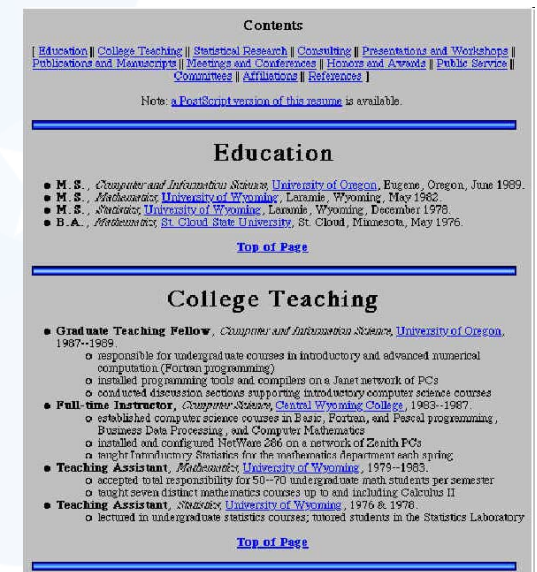 Contents
[ Education || College Teaching || Statistical Research || Consulting || Presentations and Workshops ||
Publications and Manuscripts || Meetings and Conferences || Honors and Awards || Public Service ||
Committees || Affiliations || References ]
Note: a PostScript version of this resume is available.
Education
● M.S., Computer and Information Science, University of Oregon, Eugene, Oregon, June 1989.
● M.S., Mathematics, University of Wyoming, Laramie, Wyoming, May 1982.
● M.S., Statistics, University of Wyoming, Laramie, Wyoming, December 1978.
● B.A., Mathematics, St. Cloud State University, St. Cloud, Minnesota, May 1976.
Top of Page
College Teaching
● Graduate Teaching Fellow, Computer and Information Science, University of Oregon,
1987--1989.
o responsible for undergraduate courses in introductory and advanced numerical
computation (Fortran programming)
o installed programming tools and compilers on a Janet network of PCs
o conducted discussion sections supporting introductory computer science courses
● Full-time Instructor, Computer Science, Central Wyoming College, 1983--1987.
o established computer science courses in Basic, Fortran, and Pascal programming,
Business Data Processing, and Computer Mathematics
o installed and configured NetWare 286 on a network of Zenith PCs
o taught Introductory Statistics for the mathematics department each spring
● Teaching Assistant, Mathematics, University of Wyoming, 1979--1983.
o accepted total responsibility for 50--70 undergraduate math students per semester
o taught seven distinct mathematics courses up to and including Calculus II
● Teaching Assistant, Statistics, University of Wyoming, 1976 & 1978.
o lectured in undergraduate statistics courses; tutored students in the Statistics Laboratory
Top of Page